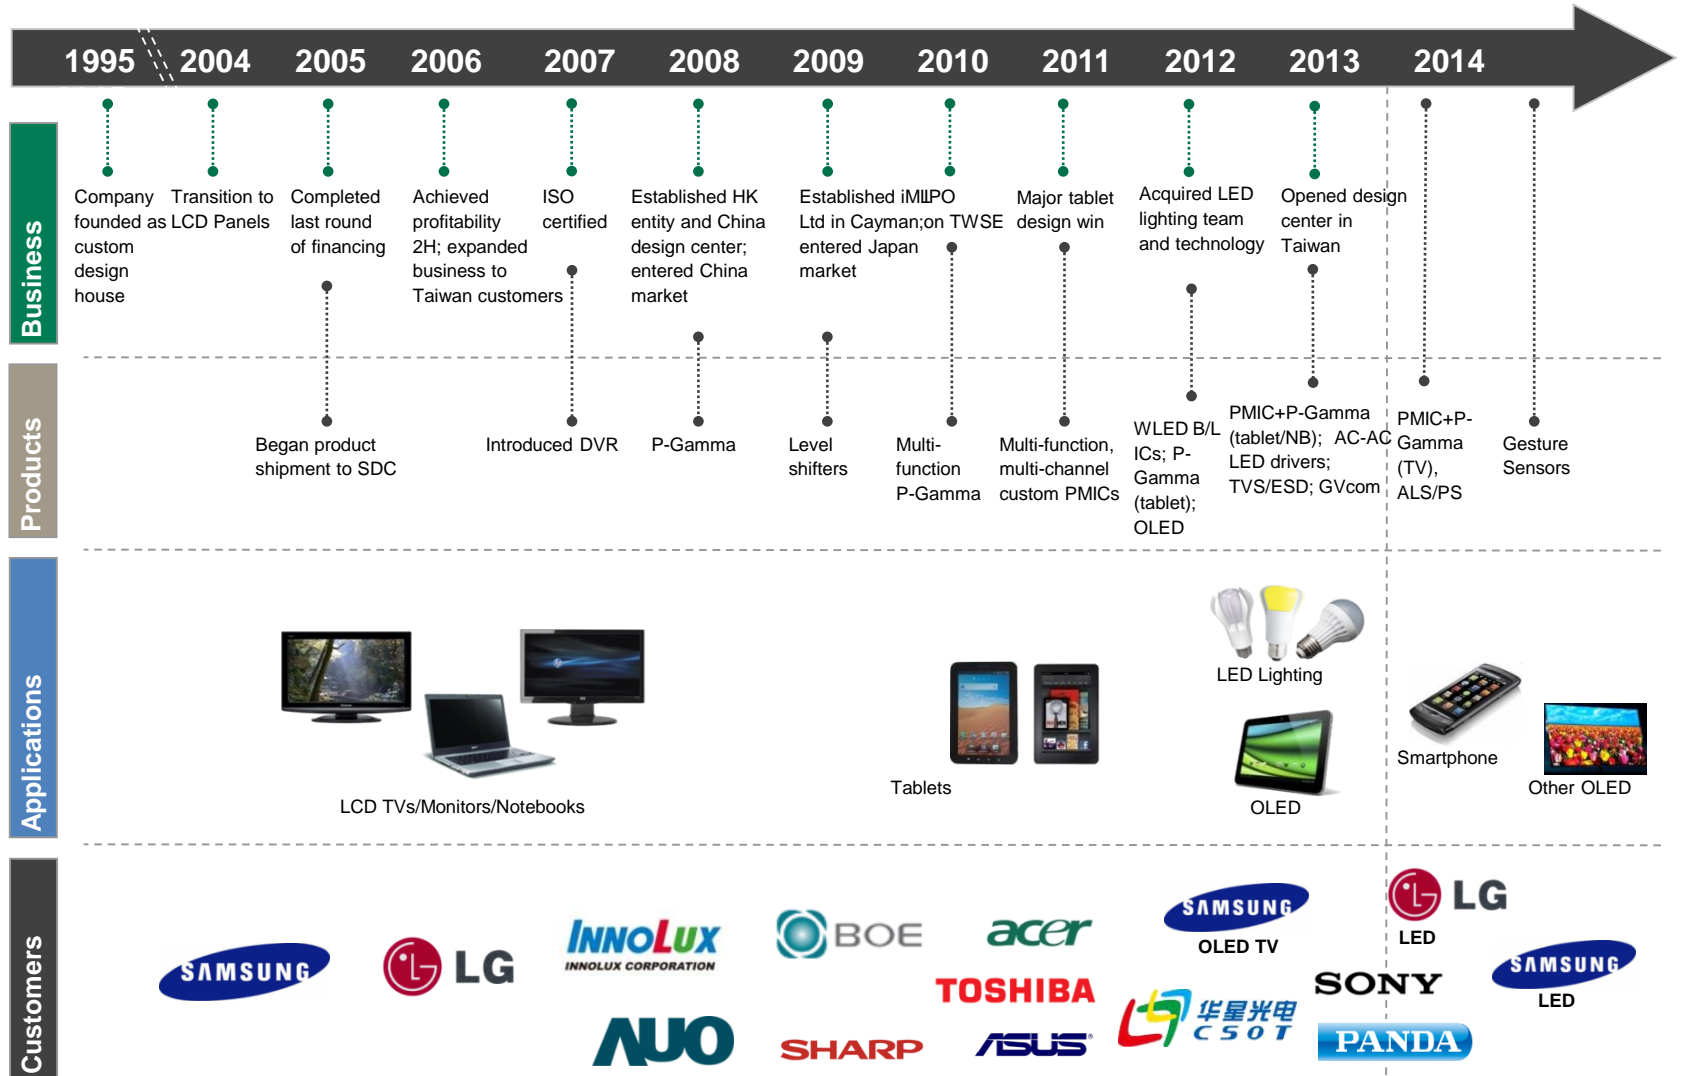 1995 2004 2005 2006 2007 2008 2009 2010 2011 2012 2013 2014
Business
Company
founded as
custom
design
house
Transition to
LCD Panels
Completed
last round
of financing
Achieved
profitability
2H; expanded
business to
Taiwan customers
ISO
certified
Established HK
entity and China
design center;
entered China
market
Established iML
Ltd in Cayman;
entered Japan
market
IPO
on TWSE
Major tablet
design win
Acquired LED
lighting team
and technology
Opened design
center in
Taiwan
Products
Began product
shipment to SDC
Introduced DVR
P-Gamma
Level
shifters
Multi-
function
P-Gamma
Multi-function,
multi-channel
custom PMICs
WLED B/L
ICs; P-
Gamma
(tablet);
OLED
PMIC+P-Gamma
(tablet/NB); AC-AC
LED drivers;
TVS/ESD; GVcom
PMIC+P-
Gamma
(TV),
ALS/PS
Gesture
Sensors
Applications
LCD TVs/Monitors/Notebooks
Tablets
LED Lighting
OLED
Smartphone
Other OLED
Customers
SAMSUNG
LG
INNOLUX
INNOLUX CORPORATION
AUO
BOE
SHARP
acer
TOSHIBA
ASUS
SAMSUNG
OLED TV
华星光电
CSOT
LG
LED
SONY
PANDA
SAMSUNG
LED